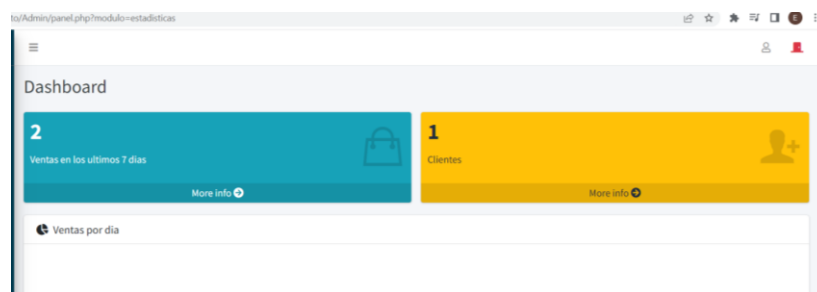 to/Admin/panel.php?modulo=estadisticas
E
Dashboard
2
Ventas en los ultimos 7 dias
More info
1
Clientes
More info
Ventas por dia